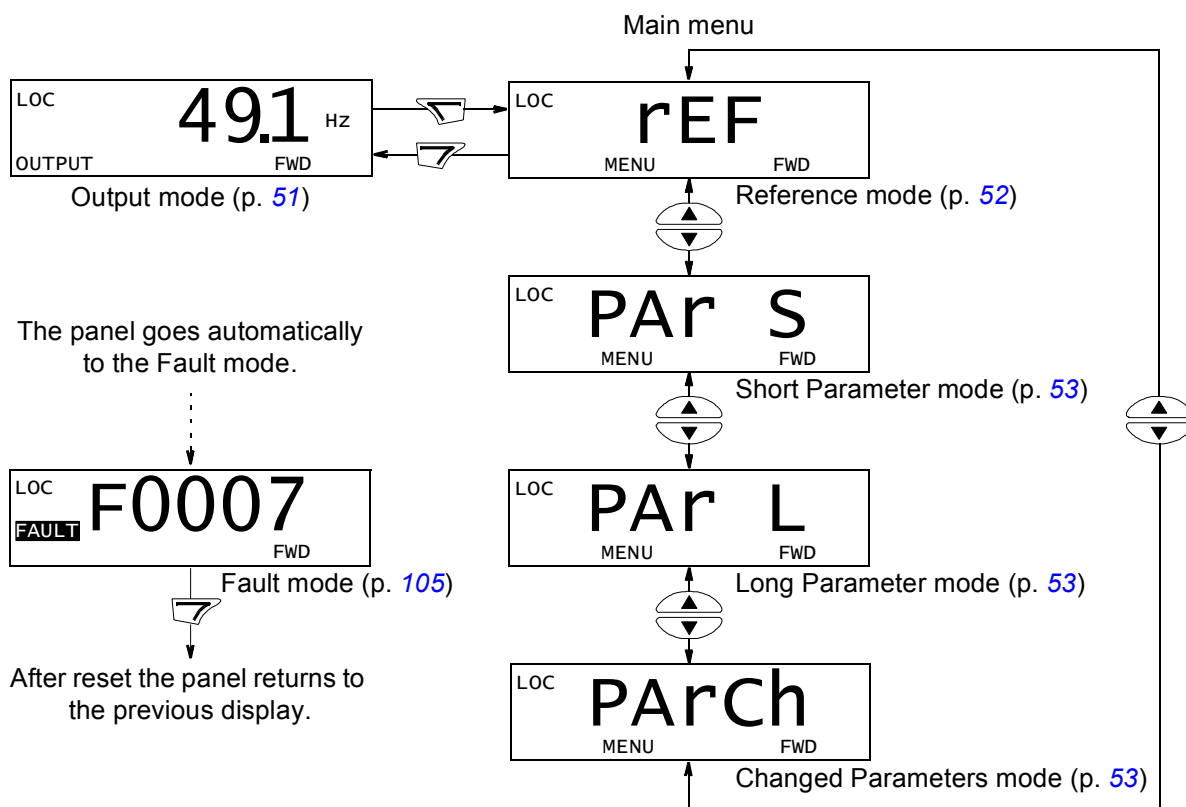 Main menu
LOC
49.1 Hz
OUTPUT FWD
Output mode (p. 51)
LOC
rEF
MENU FWD
Reference mode (p. 52)
LOC
PAr S
MENU FWD
Short Parameter mode (p. 53)
The panel goes automatically
to the Fault mode.
LOC
F0007
FAULT
FWD
Fault mode (p. 105)
After reset the panel returns to
the previous display.
LOC
PAr L
MENU FWD
Long Parameter mode (p. 53)
LOC
PArCh
MENU FWD
Changed Parameters mode (p. 53)